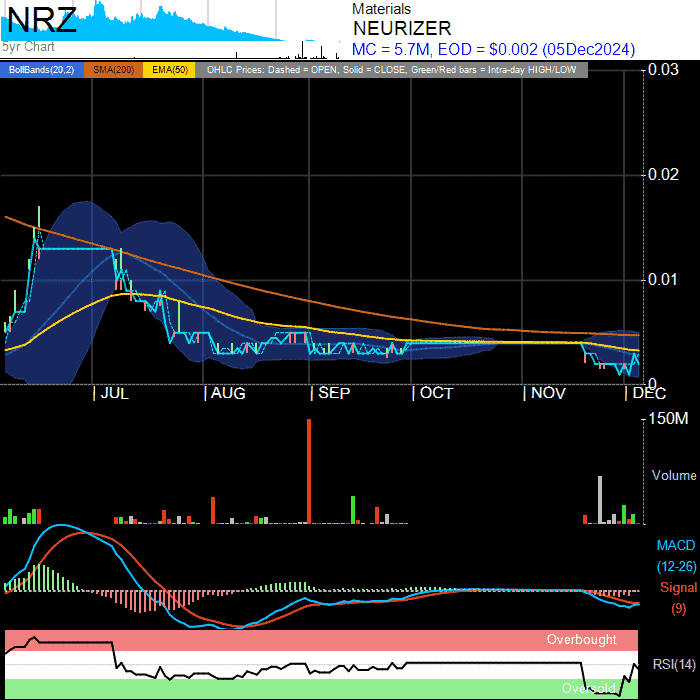 NRZ
Materials
NEURIZER
5yr Chart
MC = 5.7M, EOD = $0.002 (05Dec2024)
BollBands(20,2) SMA(200) EMA(50) OHLC Prices: Dashed = OPEN, Solid = CLOSE, Green/Red bars = Intra-day HIGH/LOW
0.03
0.02
0.01
0
| JUL | AUG | SEP | OCT | NOV | DEC
150M
Volume
MACD
(12-26)
Signal
(9)
Overbought
RSI(14)
Oversold